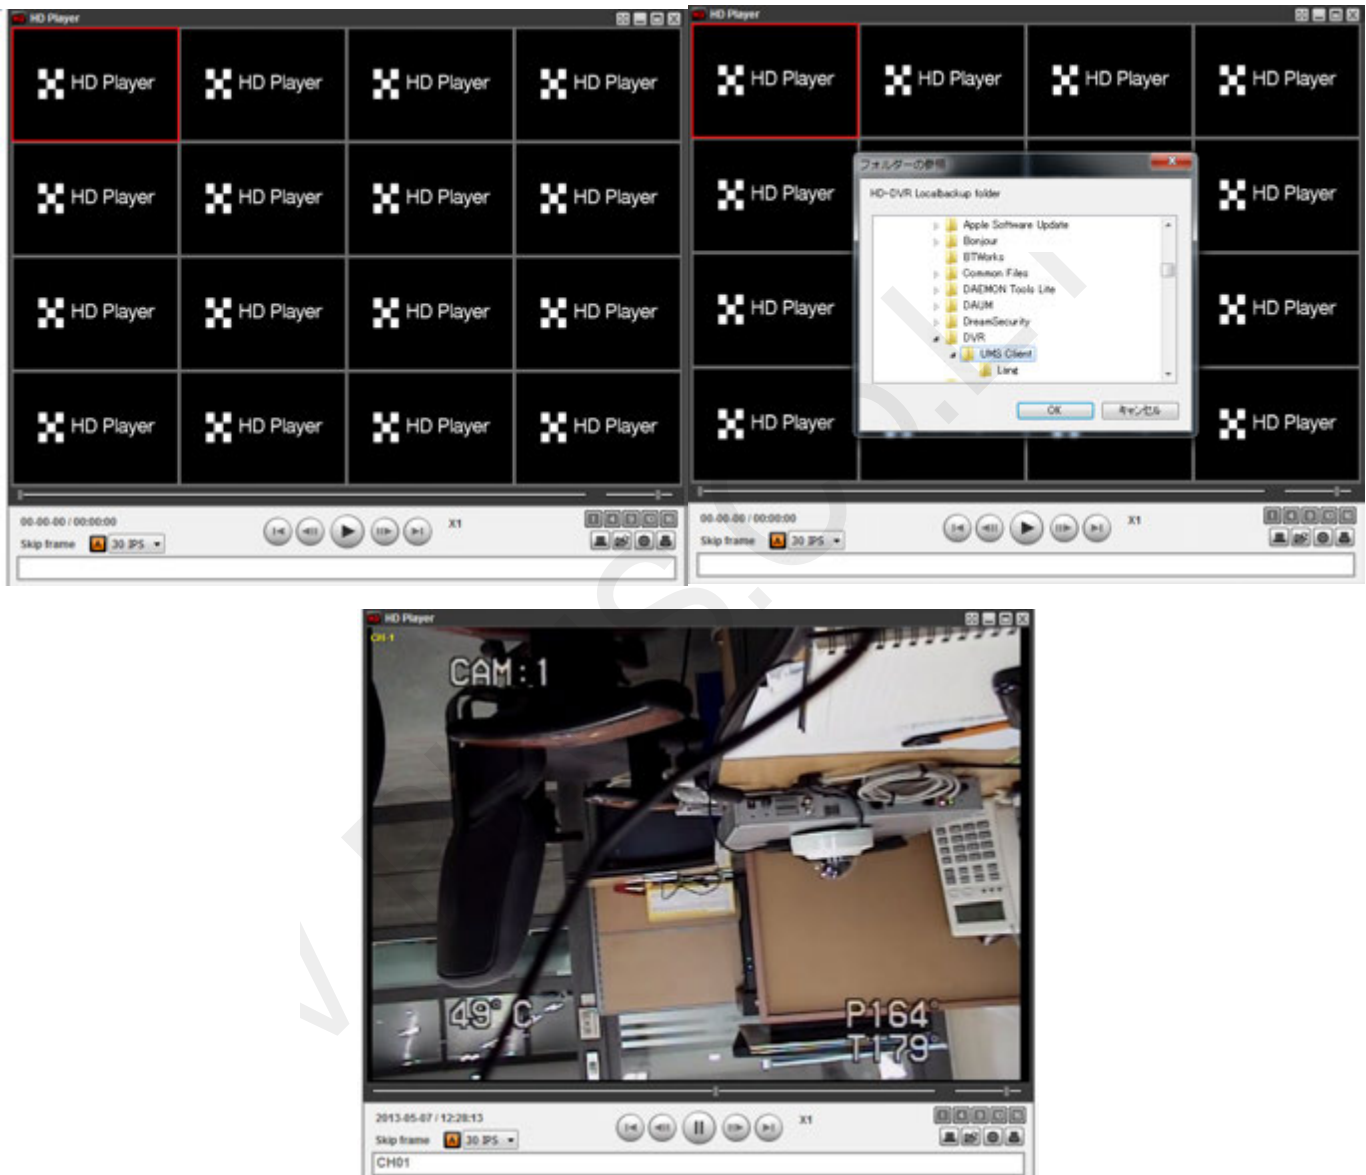 HD Player
HD Player HD Player HD Player HD Player
HD Player HD Player HD Player HD Player
HD Player HD Player HD Player HD Player
HD Player HD Player HD Player HD Player
00-00-00 / 00:00:00
X1
Skip frame A 30 IPS
HD Player
HD Player HD Player HD Player HD Player
HD Player HD Player
HD Player HD Player
HD Player HD Player
フォルダーの参照
HD-DVR Localbackup folder
Apple Software Update
Bonjour
BTWorks
Common Files
DAEMON Tools Lite
DAUM
DreamSecurity
DVR
UMS Client
Lang
OK キャンセル
00-00-00 / 00:00:00
X1
Skip frame A 30 IPS
HD Player
CH-1
CAM:1
49°C
P164°
T179°
2013-05-07 / 12:28:13
X1
Skip frame A 30 IPS
CH01